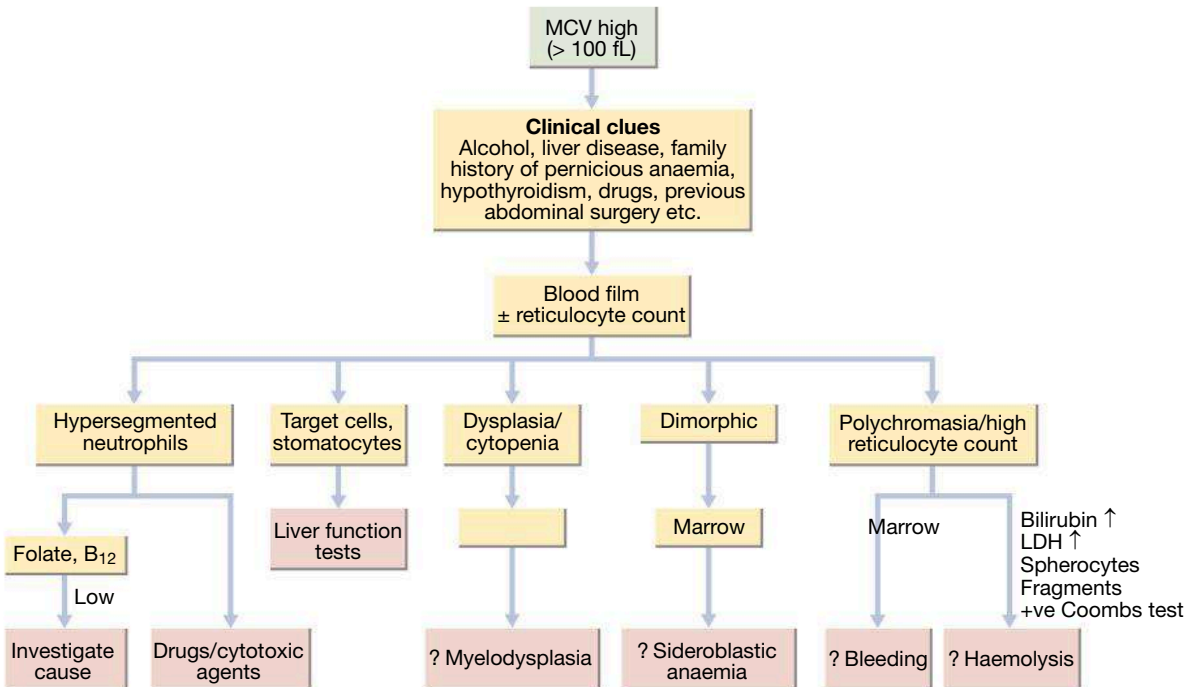 MCV high
(> 100 fL)
Clinical clues
Alcohol, liver disease, family
history of pernicious anaemia,
hypothyroidism, drugs, previous
abdominal surgery etc.
Blood film
± reticulocyte count
Hypersegmented
neutrophils
Target cells,
stomatocytes
Dysplasia/
cytopenia
Dimorphic
Polychromasia/high
reticulocyte count
Folate, B₁₂
Low
Liver function
tests
Marrow
Marrow
Bilirubin ↑
LDH ↑
Spherocytes
Fragments
+ve Coombs test
Investigate
cause
Drugs/cytotoxic
agents
? Myelodysplasia
? Sideroblastic
anaemia
? Bleeding
? Haemolysis